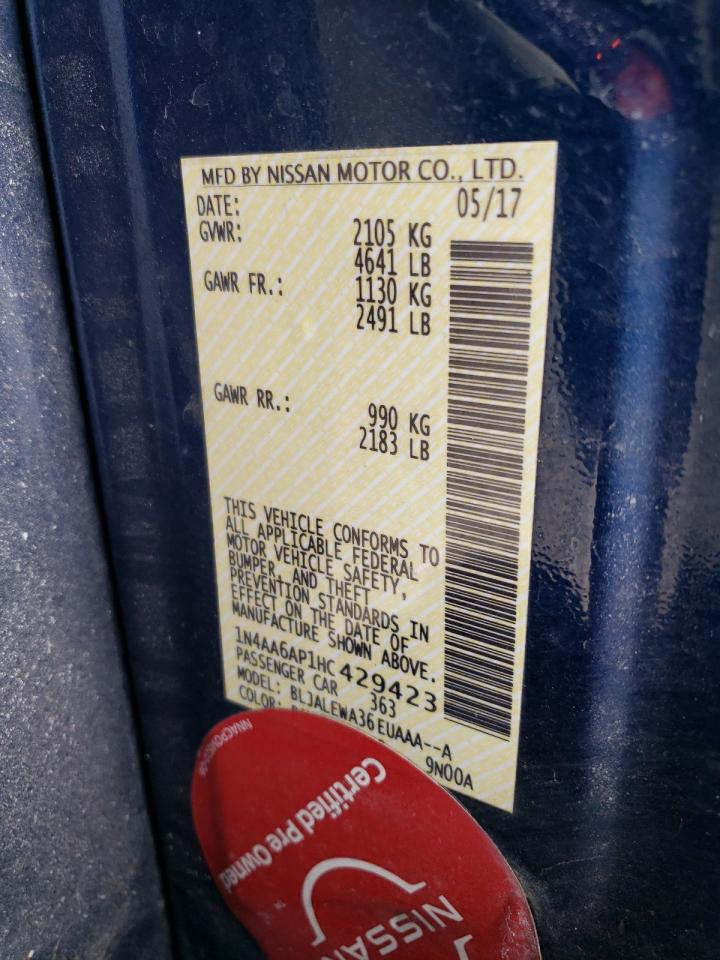 MFD BY NISSAN MOTOR CO., LTD.
DATE: 05/17
GVWR: 2105 KG
4641 LB
GAWR FR.: 1130 KG
2491 LB
GAWR RR.: 990 KG
2183 LB
THIS VEHICLE CONFORMS TO
ALL APPLICABLE FEDERAL
MOTOR VEHICLE SAFETY,
BUMPER, AND THEFT
PREVENTION STANDARDS IN
EFFECT ON THE DATE OF
MANUFACTURE SHOWN ABOVE.
1N4AA6AP1HC 429423
PASSENGER CAR 363
MODEL: BLJALEWA36EUAAA--A
COLOR: 9N00A
Certified Pre Owned
NISSAN